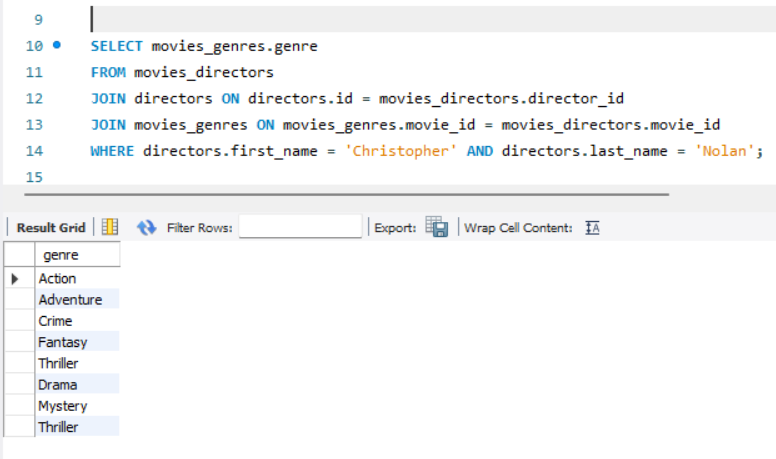 9
10 SELECT movies_genres.genre
11 FROM movies_directors
12 JOIN directors ON directors.id = movies_directors.director_id
13 JOIN movies_genres ON movies_genres.movie_id = movies_directors.movie_id
14 WHERE directors.first_name = 'Christopher' AND directors.last_name = 'Nolan';
15
Result Grid Filter Rows: Export: Wrap Cell Content: IA
genre
Action
Adventure
Crime
Fantasy
Thriller
Drama
Mystery
Thriller